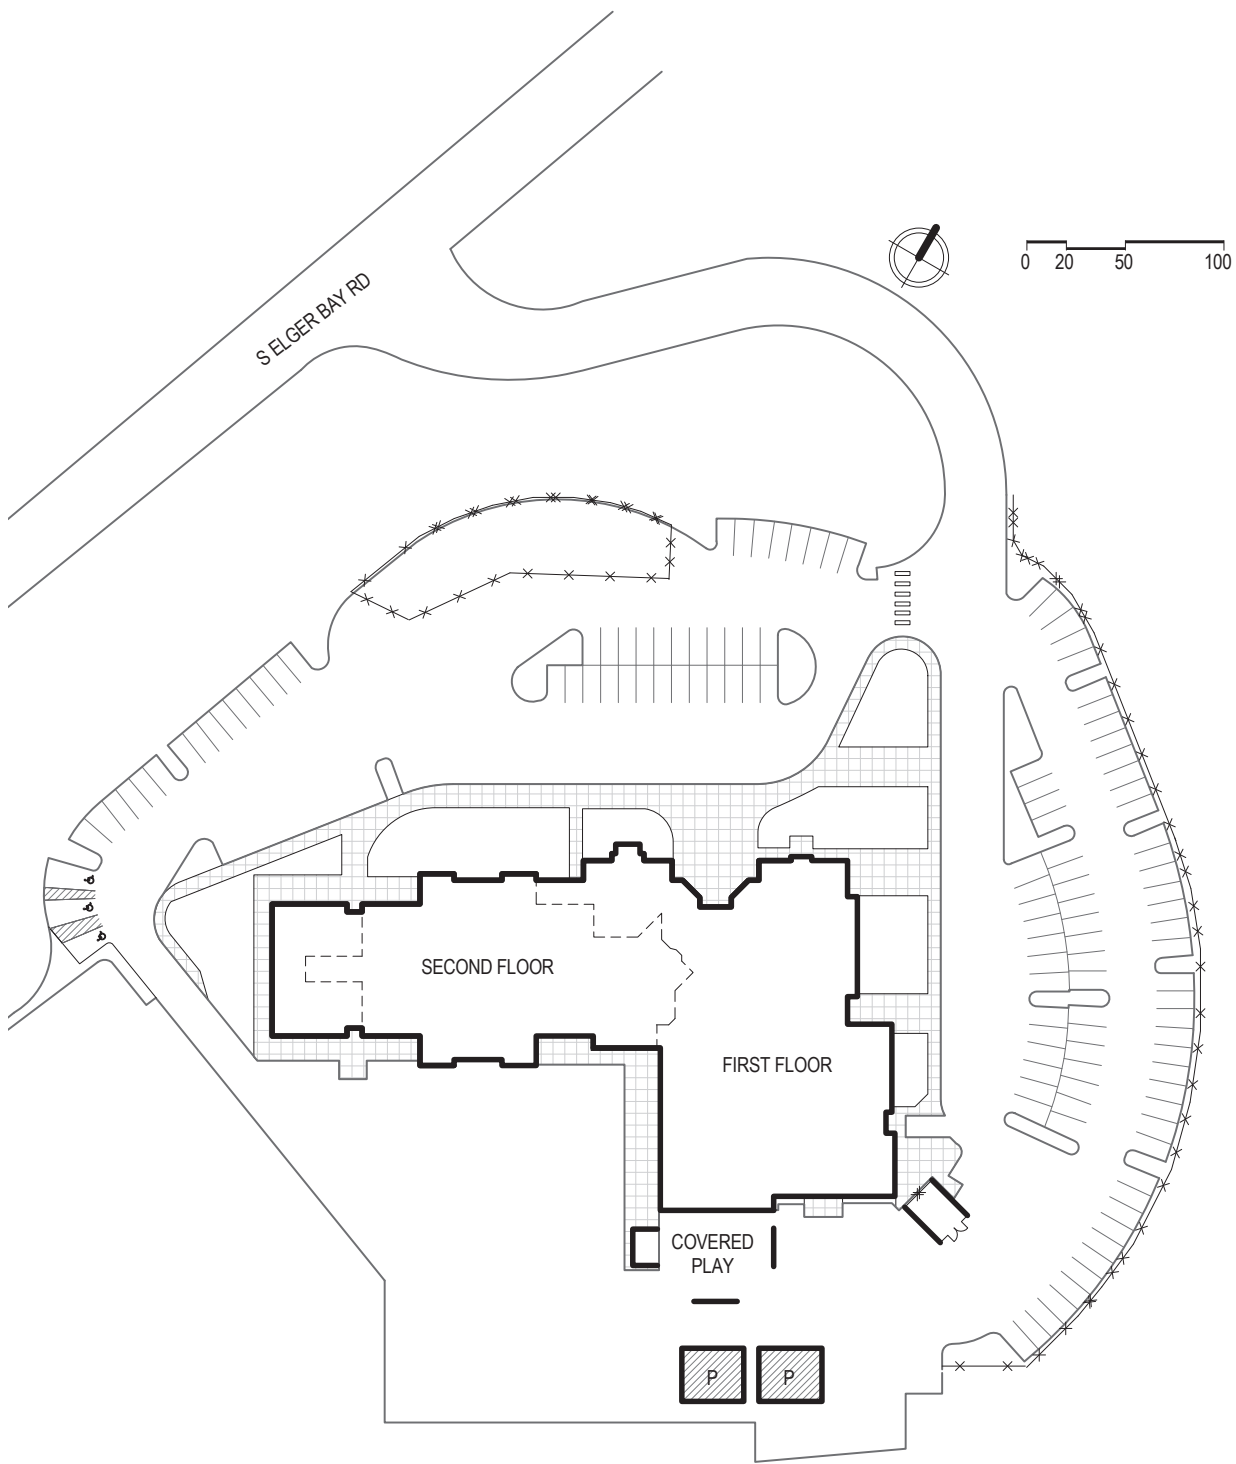 S ELGER BAY RD
0 20 50 100
SECOND FLOOR
FIRST FLOOR
COVERED
PLAY
P P